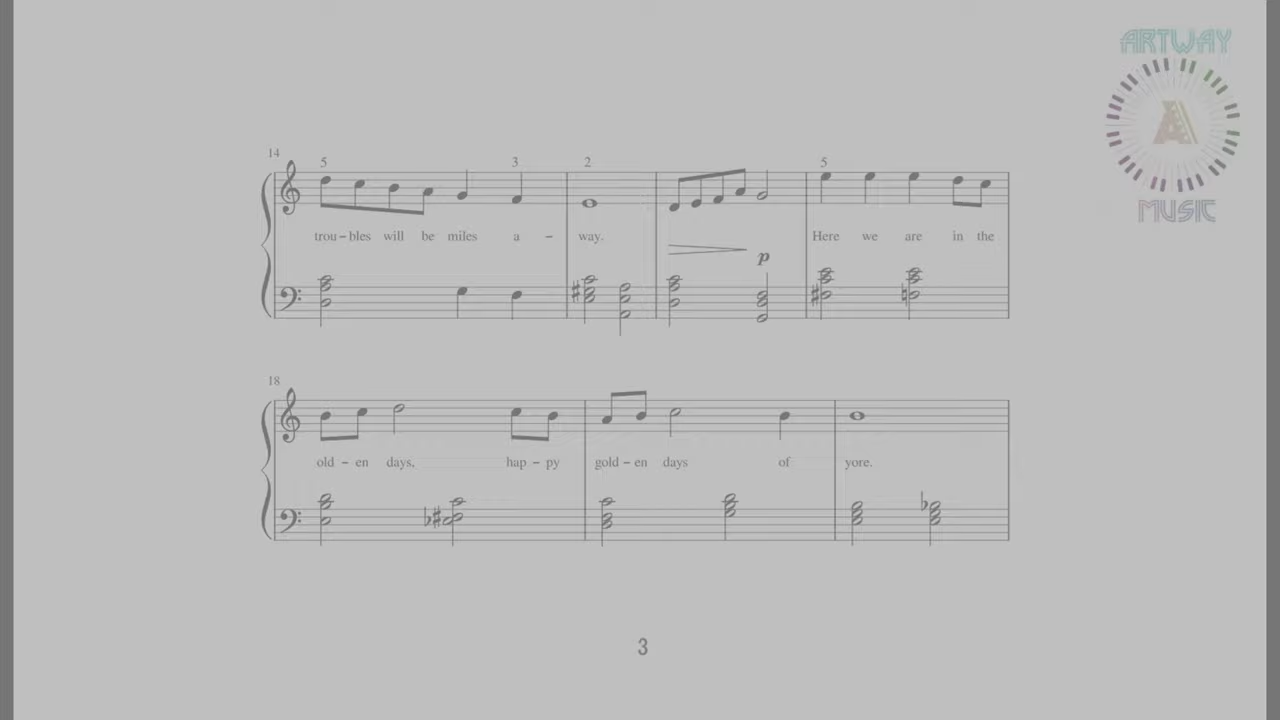 ARTWAY
MUSIC
14
5 3 2 5
trou-bles will be miles a - way. Here we are in the
p
18
old - en days, hap - py gold - en days of yore.
3